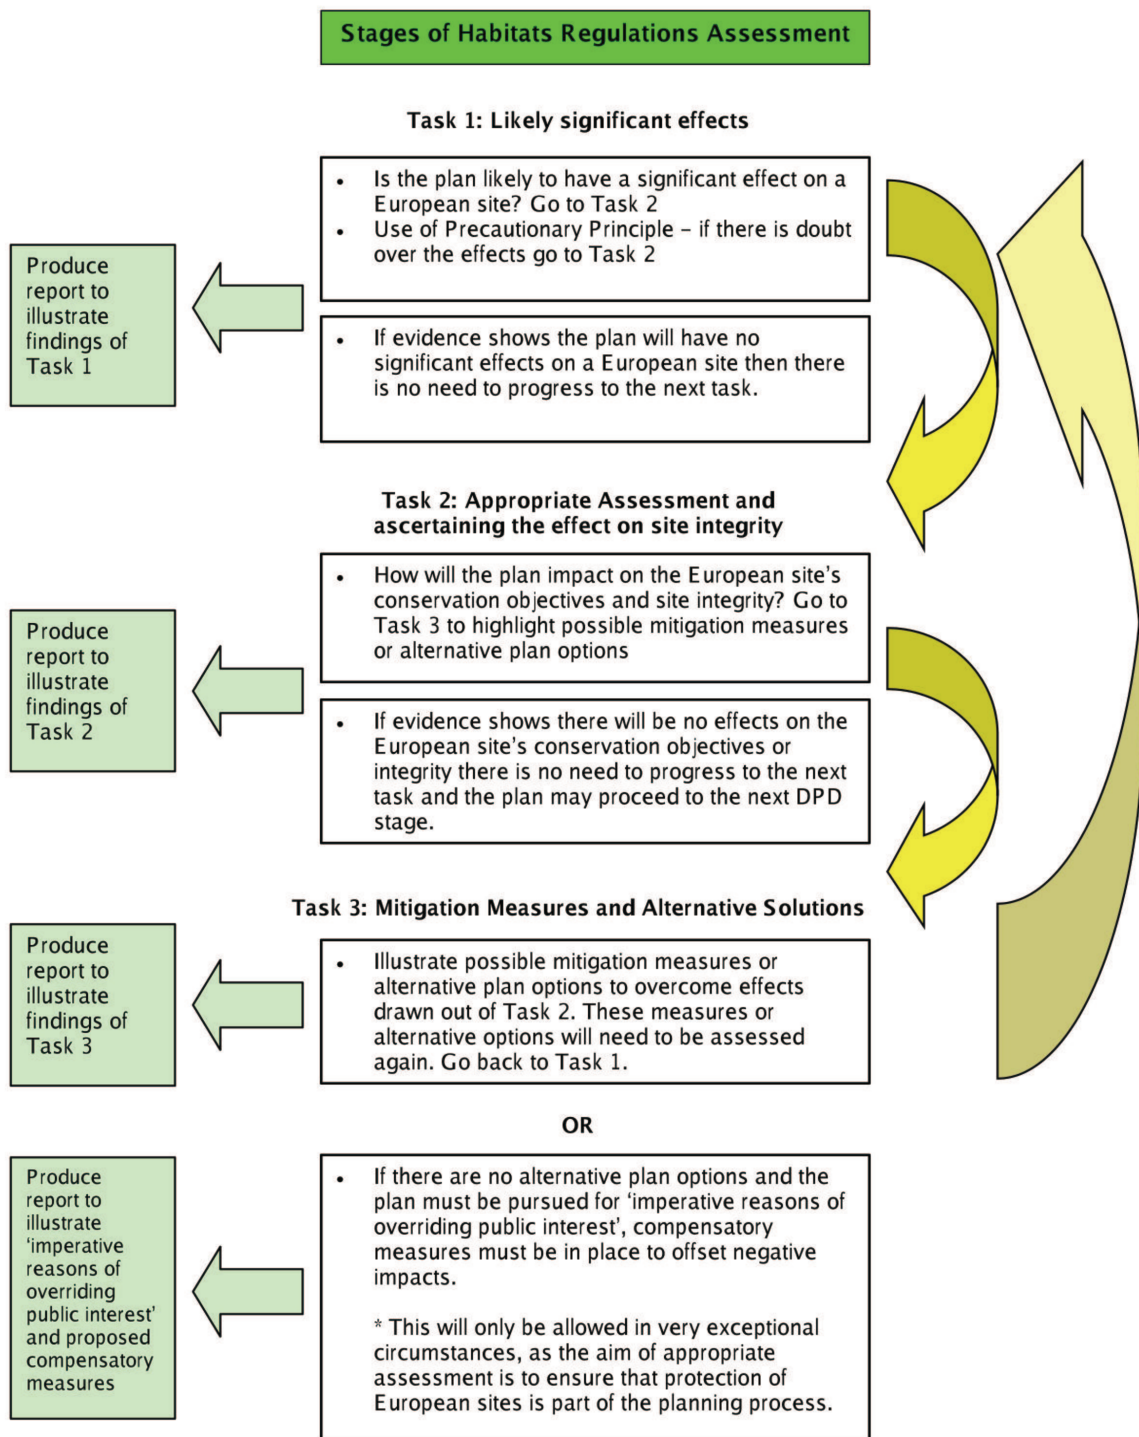 Stages of Habitats Regulations Assessment
Task 1: Likely significant effects
• Is the plan likely to have a significant effect on a
European site? Go to Task 2
• Use of Precautionary Principle – if there is doubt
over the effects go to Task 2
Produce
report to
illustrate
findings of
Task 1
• If evidence shows the plan will have no
significant effects on a European site then there
is no need to progress to the next task.
Task 2: Appropriate Assessment and
ascertaining the effect on site integrity
• How will the plan impact on the European site’s
conservation objectives and site integrity? Go to
Task 3 to highlight possible mitigation measures
or alternative plan options
Produce
report to
illustrate
findings of
Task 2
• If evidence shows there will be no effects on the
European site’s conservation objectives or
integrity there is no need to progress to the next
task and the plan may proceed to the next DPD
stage.
Task 3: Mitigation Measures and Alternative Solutions
Produce
report to
illustrate
findings of
Task 3
• Illustrate possible mitigation measures or
alternative plan options to overcome effects
drawn out of Task 2. These measures or
alternative options will need to be assessed
again. Go back to Task 1.
OR
Produce
report to
illustrate
‘imperative
reasons of
overriding
public interest’
and proposed
compensatory
measures
• If there are no alternative plan options and the
plan must be pursued for ‘imperative reasons of
overriding public interest’, compensatory
measures must be in place to offset negative
impacts.
* This will only be allowed in very exceptional
circumstances, as the aim of appropriate
assessment is to ensure that protection of
European sites is part of the planning process.